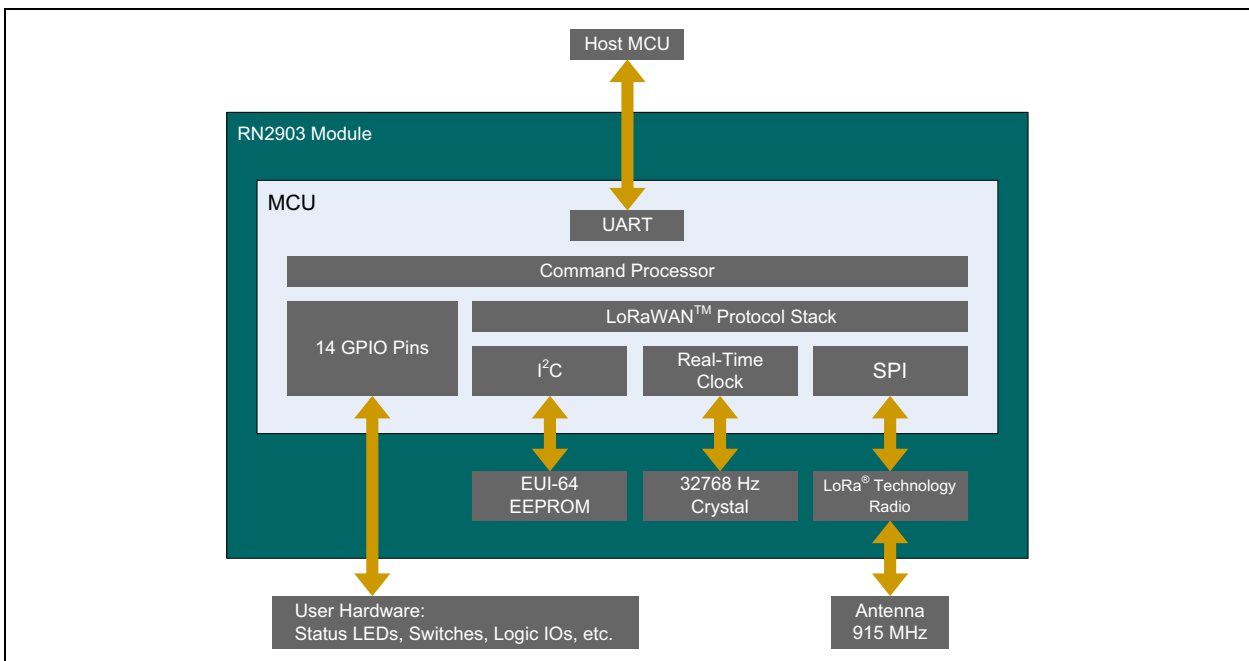 Host MCU
RN2903 Module
MCU
UART
Command Processor
14 GPIO Pins
LoRaWAN™ Protocol Stack
I²C
Real-Time
Clock
SPI
EUI-64
EEPROM
32768 Hz
Crystal
LoRa® Technology
Radio
User Hardware:
Status LEDs, Switches, Logic IOs, etc.
Antenna
915 MHz